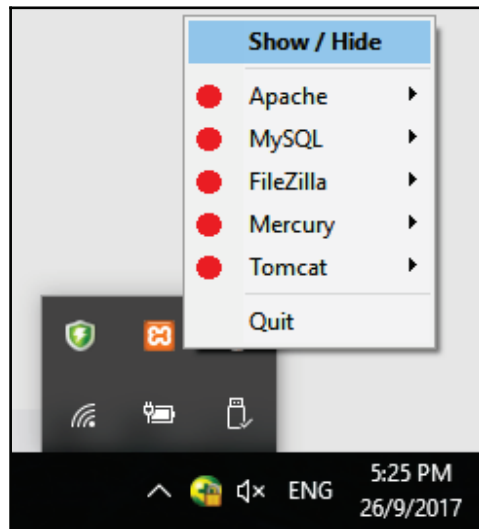 Show / Hide
Apache
MySQL
FileZilla
Mercury
Tomcat
Quit
ENG
5:25 PM
26/9/2017